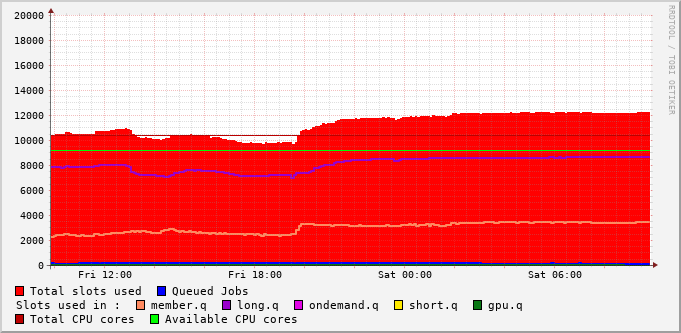 RRDTOOL / TOBI OETIKER
20000
18000
16000
14000
12000
10000
8000
6000
4000
2000
0
Fri 12:00 Fri 18:00 Sat 00:00 Sat 06:00
Total slots used Queued Jobs
Slots used in : member.q long.q ondemand.q short.q gpu.q
Total CPU cores Available CPU cores